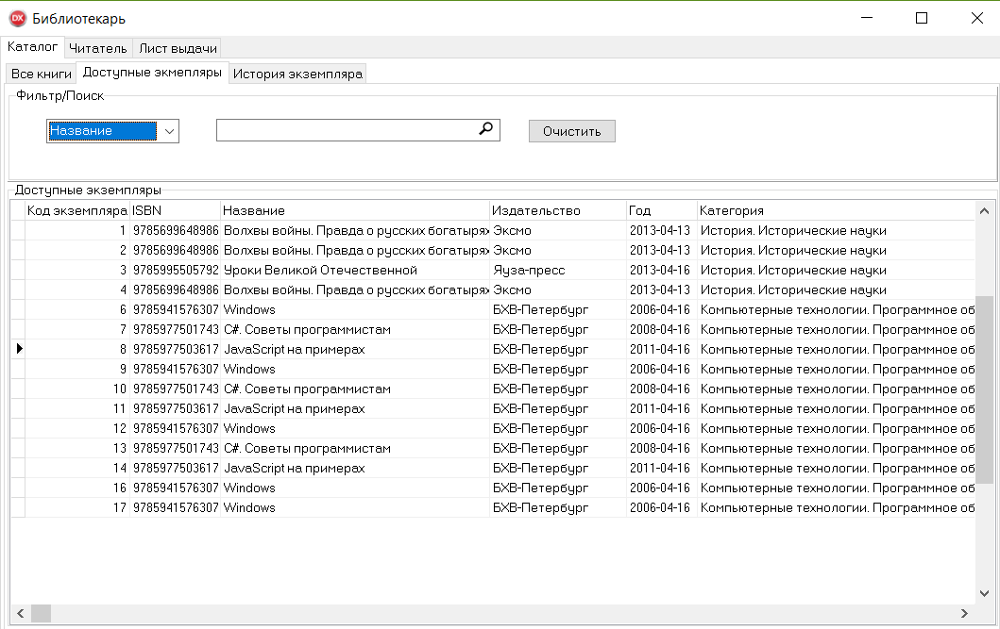 DX Библиотекарь
Каталог Читатель Лист выдачи
Все книги Доступные экмепляры История экземпляра
Фильтр/Поиск
Название Очистить
Доступные экземпляры
Код экземпляра ISBN Название Издательство Год Категория
1 9785699648986 Волхвы войны. Правда о русских богатырях Эксмо 2013-04-13 История. Исторические науки
2 9785699648986 Волхвы войны. Правда о русских богатырях Эксмо 2013-04-13 История. Исторические науки
3 9785995505792 Уроки Великой Отечественной Яуза-пресс 2013-04-16 История. Исторические науки
4 9785699648986 Волхвы войны. Правда о русских богатырях Эксмо 2013-04-13 История. Исторические науки
6 9785941576307 Windows БХВ-Петербург 2006-04-16 Компьютерные технологии. Программное об
7 9785977501743 C#. Советы программистам БХВ-Петербург 2008-04-16 Компьютерные технологии. Программное об
8 9785977503617 JavaScript на примерах БХВ-Петербург 2011-04-16 Компьютерные технологии. Программное об
9 9785941576307 Windows БХВ-Петербург 2006-04-16 Компьютерные технологии. Программное об
10 9785977501743 C#. Советы программистам БХВ-Петербург 2008-04-16 Компьютерные технологии. Программное об
11 9785977503617 JavaScript на примерах БХВ-Петербург 2011-04-16 Компьютерные технологии. Программное об
12 9785941576307 Windows БХВ-Петербург 2006-04-16 Компьютерные технологии. Программное об
13 9785977501743 C#. Советы программистам БХВ-Петербург 2008-04-16 Компьютерные технологии. Программное об
14 9785977503617 JavaScript на примерах БХВ-Петербург 2011-04-16 Компьютерные технологии. Программное об
16 9785941576307 Windows БХВ-Петербург 2006-04-16 Компьютерные технологии. Программное об
17 9785941576307 Windows БХВ-Петербург 2006-04-16 Компьютерные технологии. Программное об